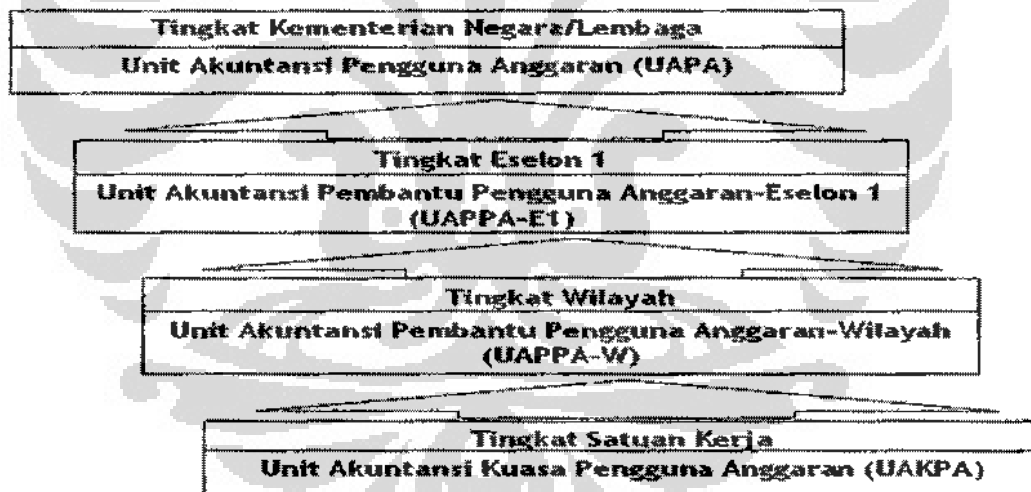 Tingkat Kementerian Negara/Lembaga
Unit Akuntansi Pengguna Anggaran (UAPA)
Tingkat Eselon 1
Unit Akuntansi Pembantu Pengguna Anggaran-Eselon 1
(UAPPA-E1)
Tingkat Wilayah
Unit Akuntansi Pembantu Pengguna Anggaran-Wilayah
(UAPPA-W)
Tingkat Satuan Kerja
Unit Akuntansi Kuasa Pengguna Anggaran (UAKPA)